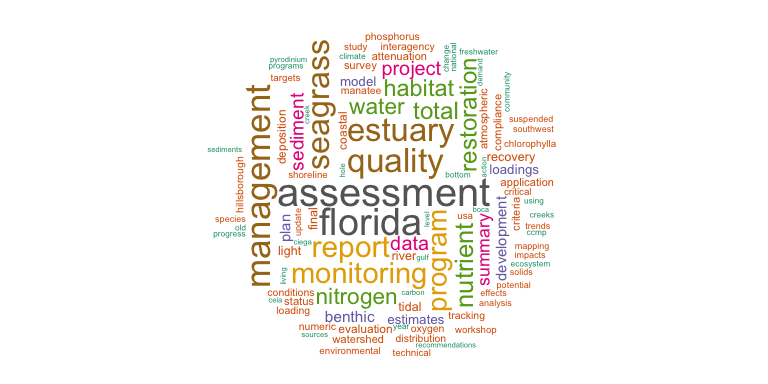 phosphorus
study interagency
pyrodinium climate attenuation change national freshwater
programs survey project
targets model habitat demand community
manatee
seagrass water total restoration atmospheric compliance suspended
management sediment creek coastal estuary southwest
deposition chlorophylla
sediments hole quality action recovery
hillsborough shoreline bottom loadings
assessment application
critical
species update final florida level usa boca development criteria using
old plan creeks
progress ciega report data program nutrient summary trends
ccmp
light river gulf mapping
impacts
living monitoring ecosystem
solids
conditions carbon potential
ceia status nitrogen tidal effects
loading analysis
benthic estimates tracking
numeric evaluation year oxygen workshop
sources watershed distribution
recommendations
environmental technical